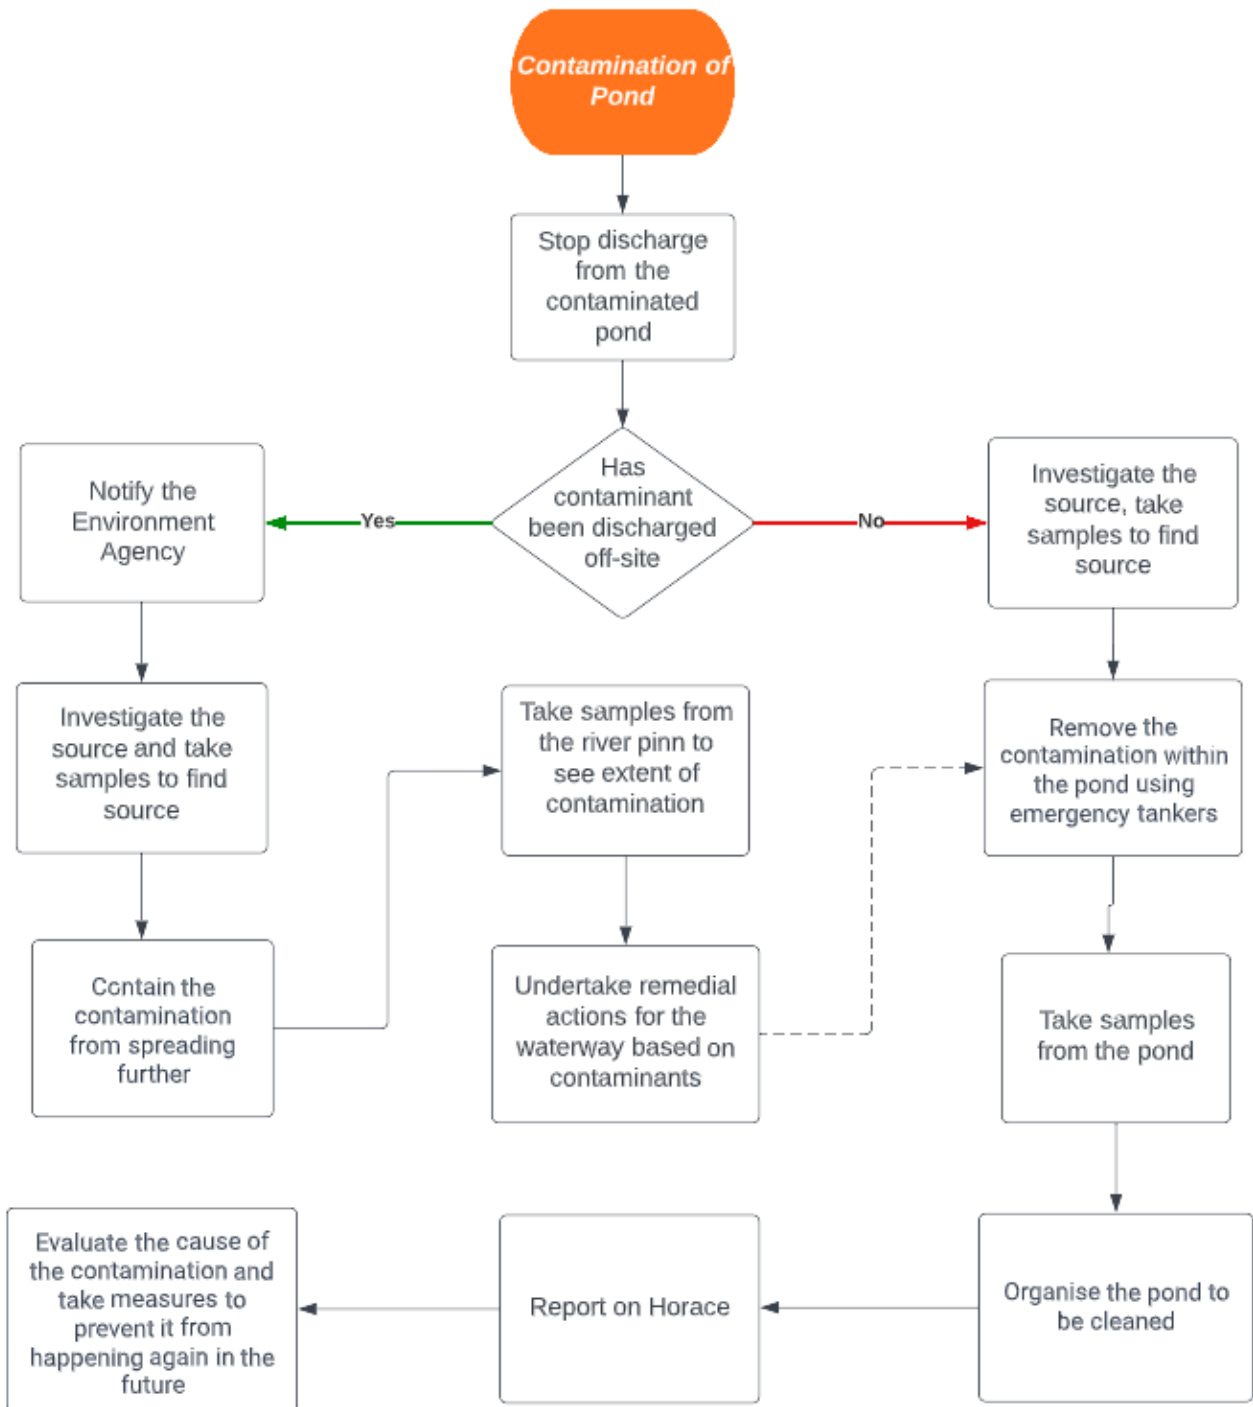 Contamination of
Pond
Stop discharge
from the
contaminated
pond
Has
contaminant
been discharged
off-site
Yes
No
Notify the
Environment
Agency
Investigate the
source and take
samples to find
source
Contain the
contamination
from spreading
further
Take samples from
the river pinn to
see extent of
contamination
Undertake remedial
actions for the
waterway based on
contaminants
Investigate the
source, take
samples to find
source
Remove the
contamination within
the pond using
emergency tankers
Take samples
from the pond
Organise the pond to
be cleaned
Report on Horace
Evaluate the cause of
the contamination and
take measures to
prevent it from
happening again in the
future